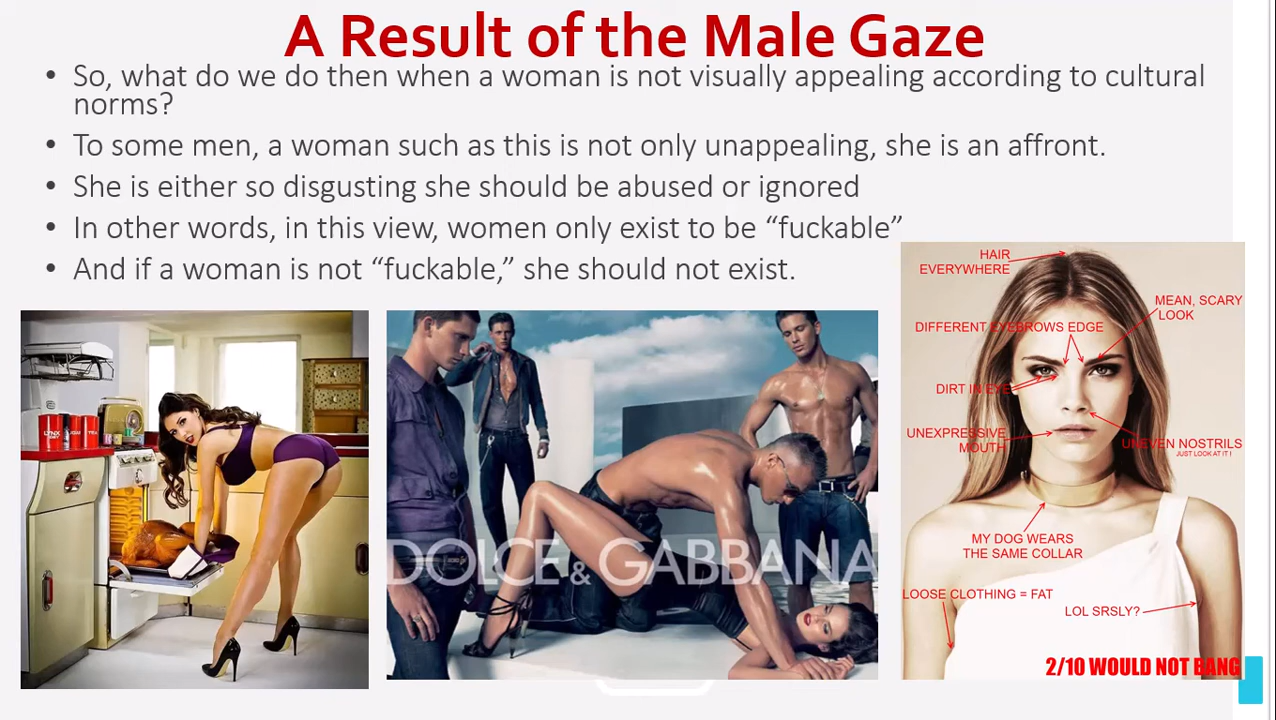 A Result of the Male Gaze
• So, what do we do then when a woman is not visually appealing according to cultural
norms?
• To some men, a woman such as this is not only unappealing, she is an affront.
• She is either so disgusting she should be abused or ignored
• In other words, in this view, women only exist to be “fuckable”
• And if a woman is not “fuckable,” she should not exist.
LYNX
DOLCE & GABBANA
HAIR
EVERYWHERE
MEAN, SCARY
LOOK
DIFFERENT EYEBROWS EDGE
DIRT IN EYE
UNEXPRESSIVE
MOUTH
UNEVEN NOSTRILS
JUST LOOK AT IT !
MY DOG WEARS
THE SAME COLLAR
LOOSE CLOTHING = FAT
LOL SRSLY?
2/10 WOULD NOT BANG